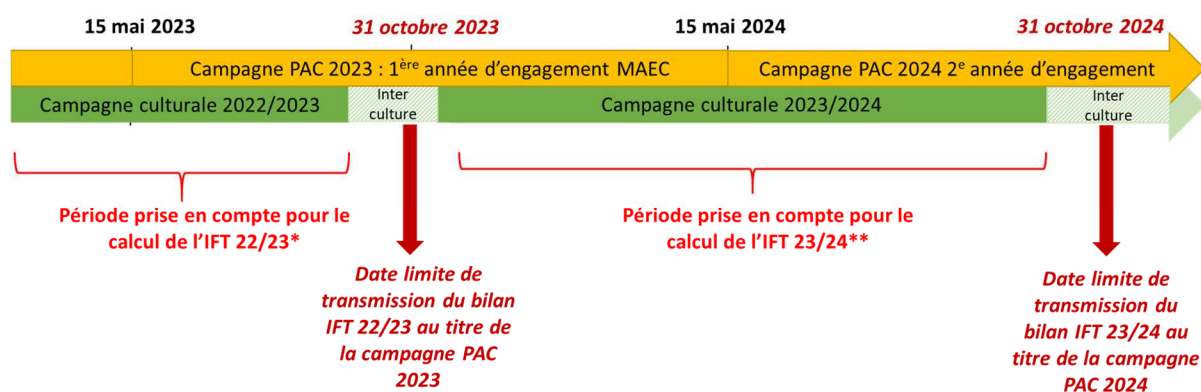 15 mai 2023
31 octobre 2023
15 mai 2024
31 octobre 2024
Campagne PAC 2023 : 1ère année d’engagement MAEC
Campagne PAC 2024 2e année d’engagement
Campagne culturale 2022/2023
Inter
culture
Campagne culturale 2023/2024
Inter
culture
Période prise en compte pour le
calcul de l’IFT 22/23*
Période prise en compte pour le
calcul de l’IFT 23/24**
Date limite de
transmission du bilan
IFT 22/23 au titre de
la campagne PAC
2023
Date limite de
transmission du
bilan IFT 23/24 au
titre de la campagne
PAC 2024